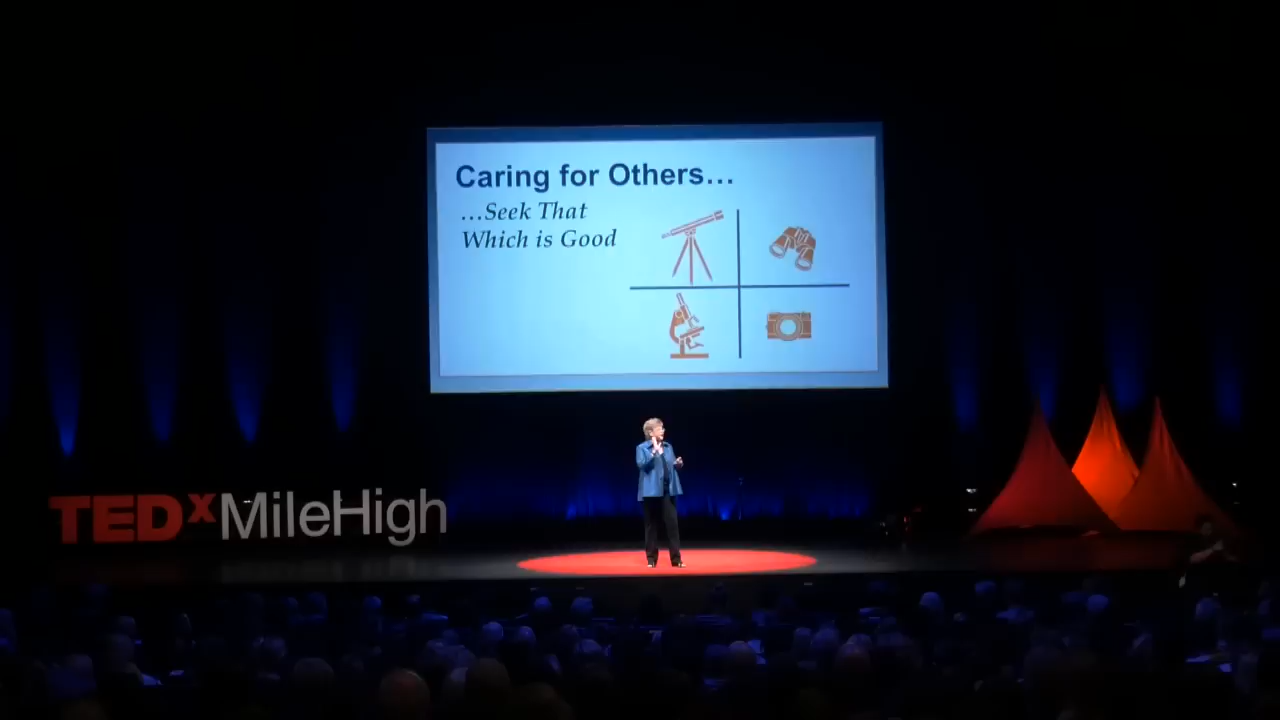 Caring for Others…
…Seek That
Which is Good
TEDxMileHigh